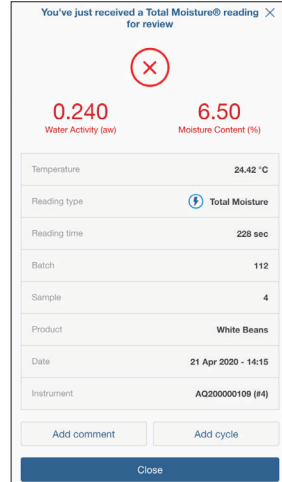 You've just received a Total Moisture® reading
for review
0.240
Water Activity (aw)
6.50
Moisture Content (%)
Temperature 24.42 °C
Reading type Total Moisture
Reading time 228 sec
Batch 112
Sample 4
Product White Beans
Date 21 Apr 2020 - 14:15
Instrument AQ200000109 (#4)
Add comment
Add cycle
Close